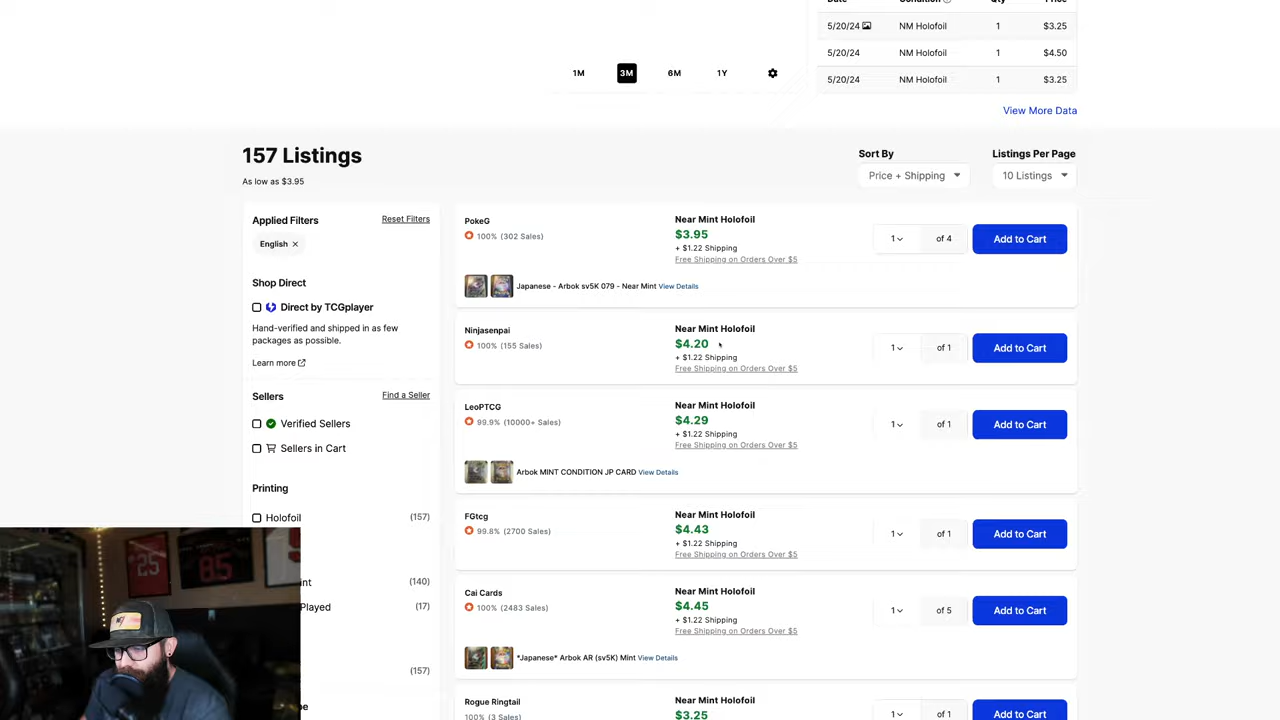 Date Condition Qty Price
5/20/24 NM Holofoil 1 $3.25
5/20/24 NM Holofoil 1 $4.50
5/20/24 NM Holofoil 1 $3.25
1M 3M 6M 1Y
View More Data
157 Listings
As low as $3.95
Sort By
Price + Shipping
Listings Per Page
10 Listings
Applied Filters Reset Filters
English ×
Shop Direct
Direct by TCGplayer
Hand-verified and shipped in as few
packages as possible.
Learn more
Sellers Find a Seller
Verified Sellers
Sellers in Cart
Printing
Holofoil (157)
int (140)
Played (17)
(157)
PokeG
100% (302 Sales)
Near Mint Holofoil
$3.95
+ $1.22 Shipping
Free Shipping on Orders Over $5
1 of 4 Add to Cart
Japanese - Arbok sv5K 079 - Near Mint View Details
Ninjasenpai
100% (155 Sales)
Near Mint Holofoil
$4.20
+ $1.22 Shipping
Free Shipping on Orders Over $5
1 of 1 Add to Cart
LeoPTCG
99.9% (10000+ Sales)
Near Mint Holofoil
$4.29
+ $1.22 Shipping
Free Shipping on Orders Over $5
1 of 1 Add to Cart
Arbok MINT CONDITION JP CARD View Details
FGtcg
99.8% (2700 Sales)
Near Mint Holofoil
$4.43
+ $1.22 Shipping
Free Shipping on Orders Over $5
1 of 1 Add to Cart
Cai Cards
100% (2483 Sales)
Near Mint Holofoil
$4.45
+ $1.22 Shipping
Free Shipping on Orders Over $5
1 of 5 Add to Cart
*Japanese* Arbok AR (sv5K) Mint View Details
Rogue Ringtail
100% (3 Sales)
Near Mint Holofoil
$3.25
1 of 1 Add to Cart
25
85